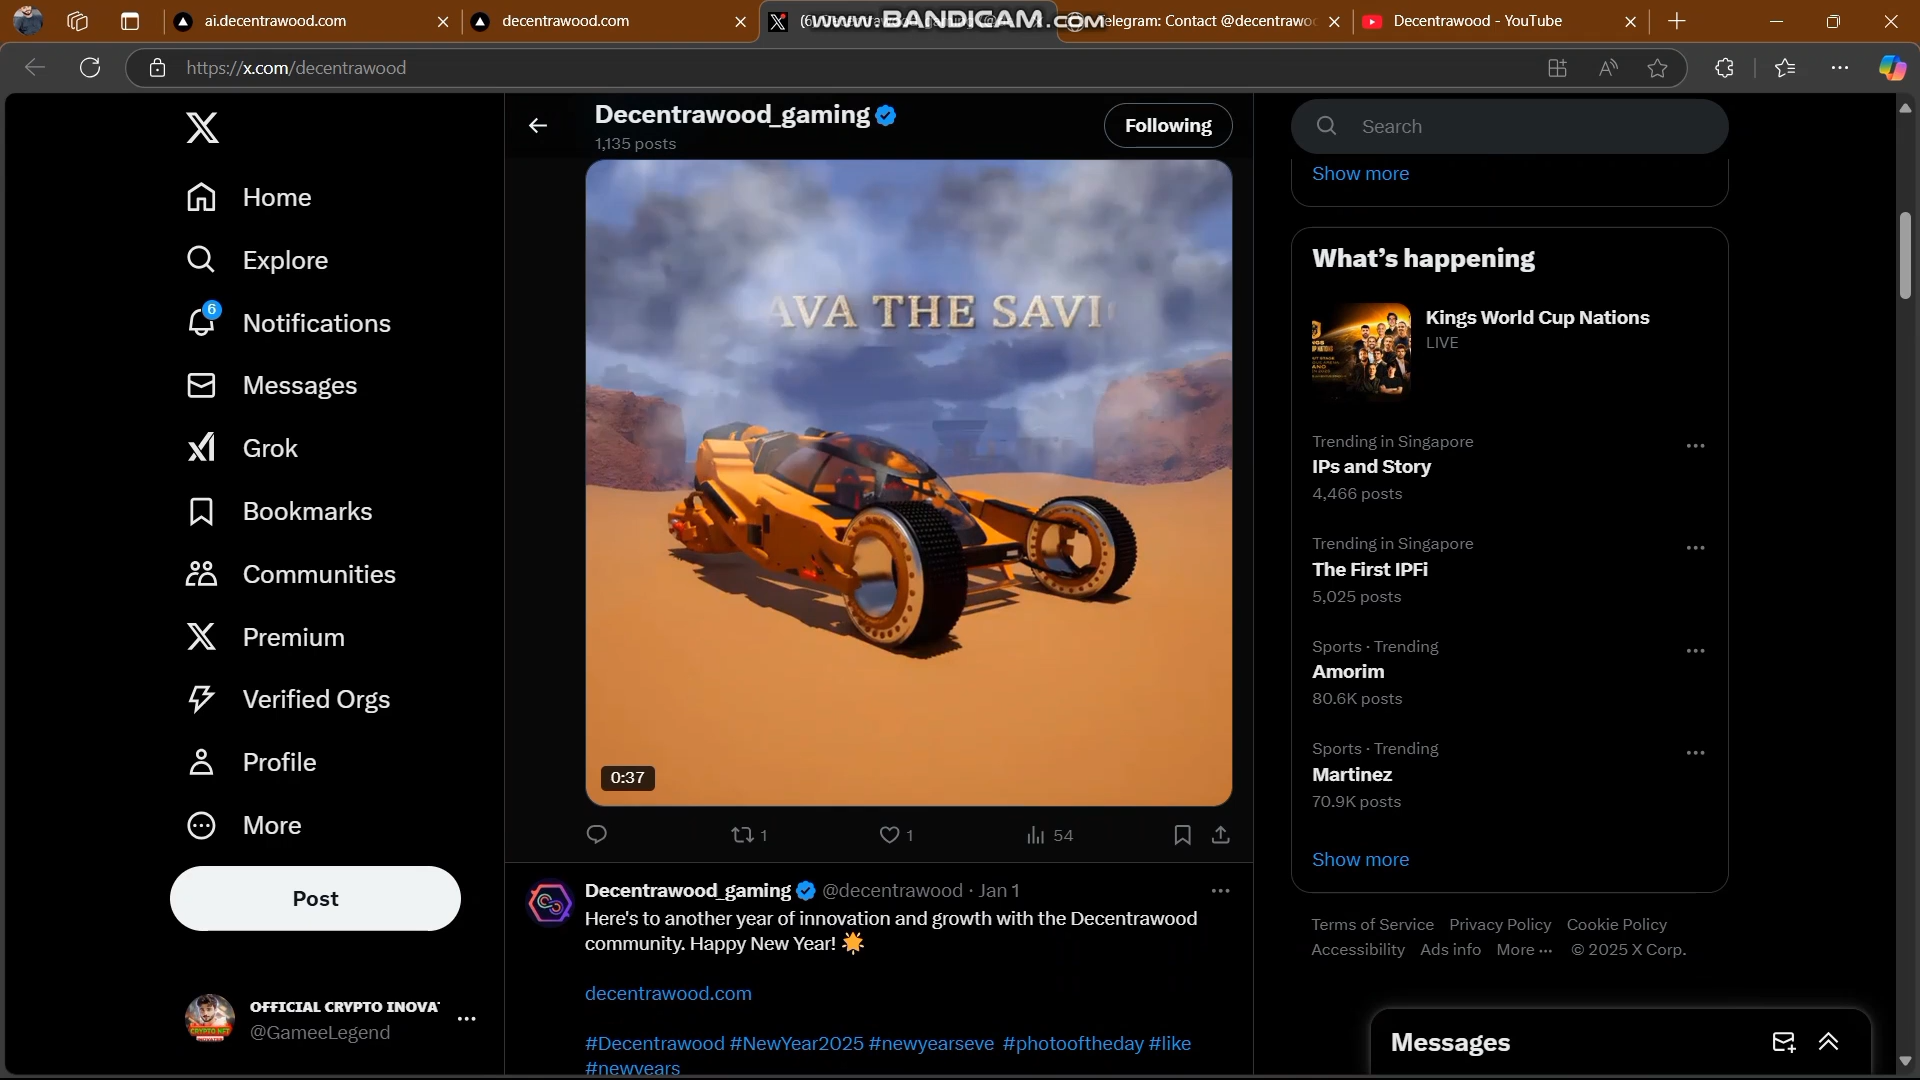 ai.decentrawood.com
decentrawood.com
WWW.BANDICAM.COM
Telegram: Contact @decentrawo
Decentrawood - YouTube
https://x.com/decentrawood
Decentrawood_gaming
1,135 posts
Following
AVA THE SAVI
0:37
1
1
54
Decentrawood_gaming @decentrawood · Jan 1
Here's to another year of innovation and growth with the Decentrawood
community. Happy New Year!
decentrawood.com
#Decentrawood #NewYear2025 #newyearseve #photooftheday #like
#newyears
Home
Explore
6
Notifications
Messages
Grok
Bookmarks
Communities
Premium
Verified Orgs
Profile
More
Post
OFFICIAL CRYPTO INOVA
@GameeLegend
Search
Show more
What's happening
Kings World Cup Nations
LIVE
Trending in Singapore
IPs and Story
4,466 posts
Trending in Singapore
The First IPFi
5,025 posts
Sports · Trending
Amorim
80.6K posts
Sports · Trending
Martinez
70.9K posts
Show more
Terms of Service Privacy Policy Cookie Policy
Accessibility Ads info More ··· © 2025 X Corp.
Messages